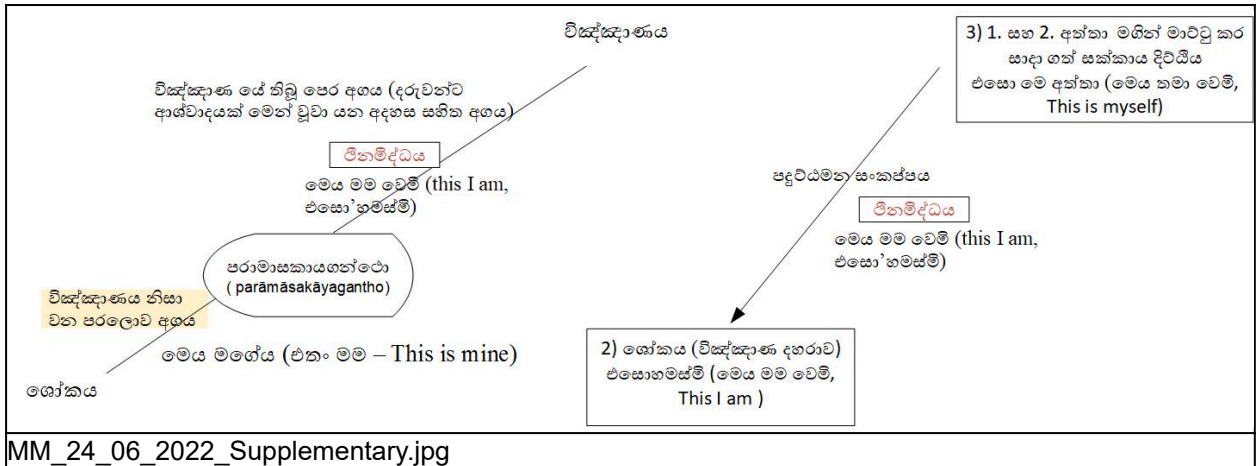 විඤ්ඤාණය
3) 1. සහ 2. අත්තා මගින් මාට්ටු කර
සාදා ගත් සක්කාය දිට්ඨිය
එසො මෙ අත්තා (මෙය තමා වෙමි,
This is myself)
විඤ්ඤාණ යේ තිබූ පෙර අගය (දරුවන්ට
ආශ්වාදයක් මෙන් වූවා යන අදහස සහිත අගය)
ථීනමිද්ධය
මෙය මම වෙමි (this I am,
එසො’හමස්මි)
පරාමාසකායගන්ථො
( parāmāsakāyagantho)
විඤ්ඤාණය නිසා
වන පරලොව අගය
මෙය මගේය (එතං මම – This is mine)
ශෝකය
පදුට්ඨමන සංකප්පය
ථීනමිද්ධය
මෙය මම වෙමි (this I am,
එසො’හමස්මි)
2) ශෝකය (විඤ්ඤාණ දහරාව)
එසොහමස්මි (මෙය මම වෙමි,
This I am )
MM_24_06_2022_Supplementary.jpg